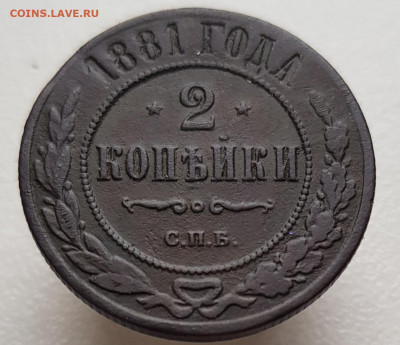 COINS.LAVE.RU
1881 ГОДА
2
КОПѢЙКИ
С.П.Б.